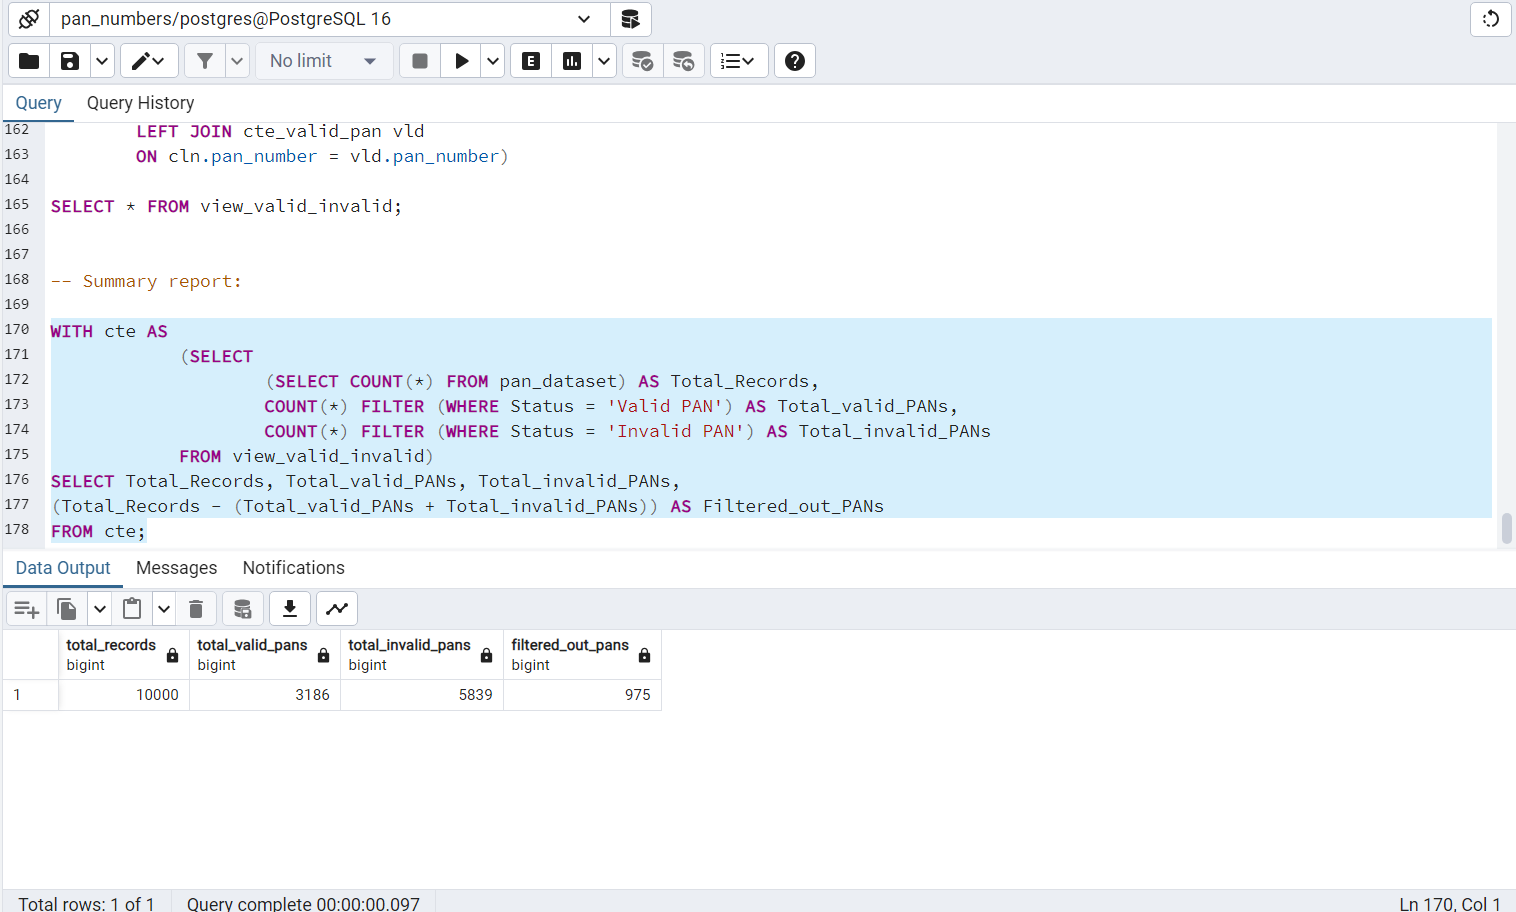 pan_numbers/postgres@PostgreSQL 16
No limit
E
Query Query History
162 LEFT JOIN cte_valid_pan vld
163 ON cln.pan_number = vld.pan_number)
164
165 SELECT * FROM view_valid_invalid;
166
167
168 -- Summary report:
169
170 WITH cte AS
171 (SELECT
172 (SELECT COUNT(*) FROM pan_dataset) AS Total_Records,
173 COUNT(*) FILTER (WHERE Status = 'Valid PAN') AS Total_valid_PANs,
174 COUNT(*) FILTER (WHERE Status = 'Invalid PAN') AS Total_invalid_PANs
175 FROM view_valid_invalid)
176 SELECT Total_Records, Total_valid_PANs, Total_invalid_PANs,
177 (Total_Records - (Total_valid_PANs + Total_invalid_PANs)) AS Filtered_out_PANs
178 FROM cte;
Data Output Messages Notifications
total_records total_valid_pans total_invalid_pans filtered_out_pans
bigint bigint bigint bigint
1 10000 3186 5839 975
Total rows: 1 of 1 Query complete 00:00:00.097 Ln 170, Col 1